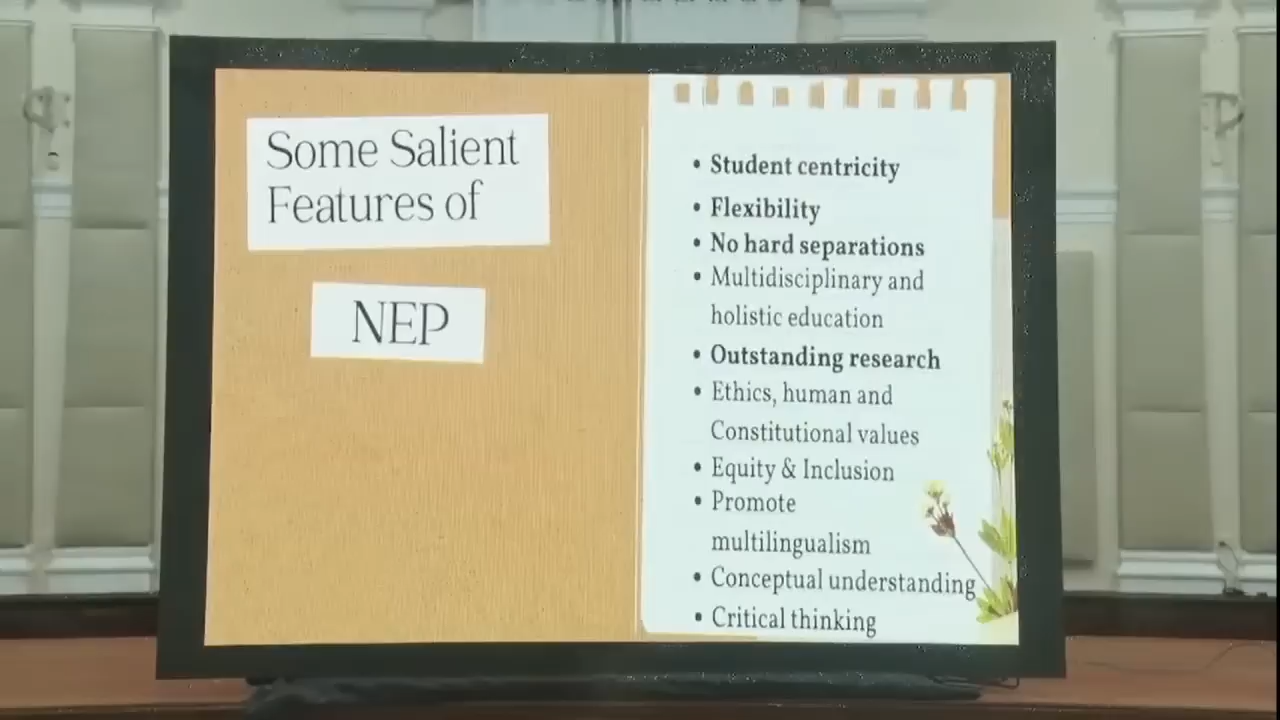 Some Salient
Features of
NEP
• Student centricity
• Flexibility
• No hard separations
• Multidisciplinary and
holistic education
• Outstanding research
• Ethics, human and
Constitutional values
• Equity & Inclusion
• Promote
multilingualism
• Conceptual understanding
• Critical thinking